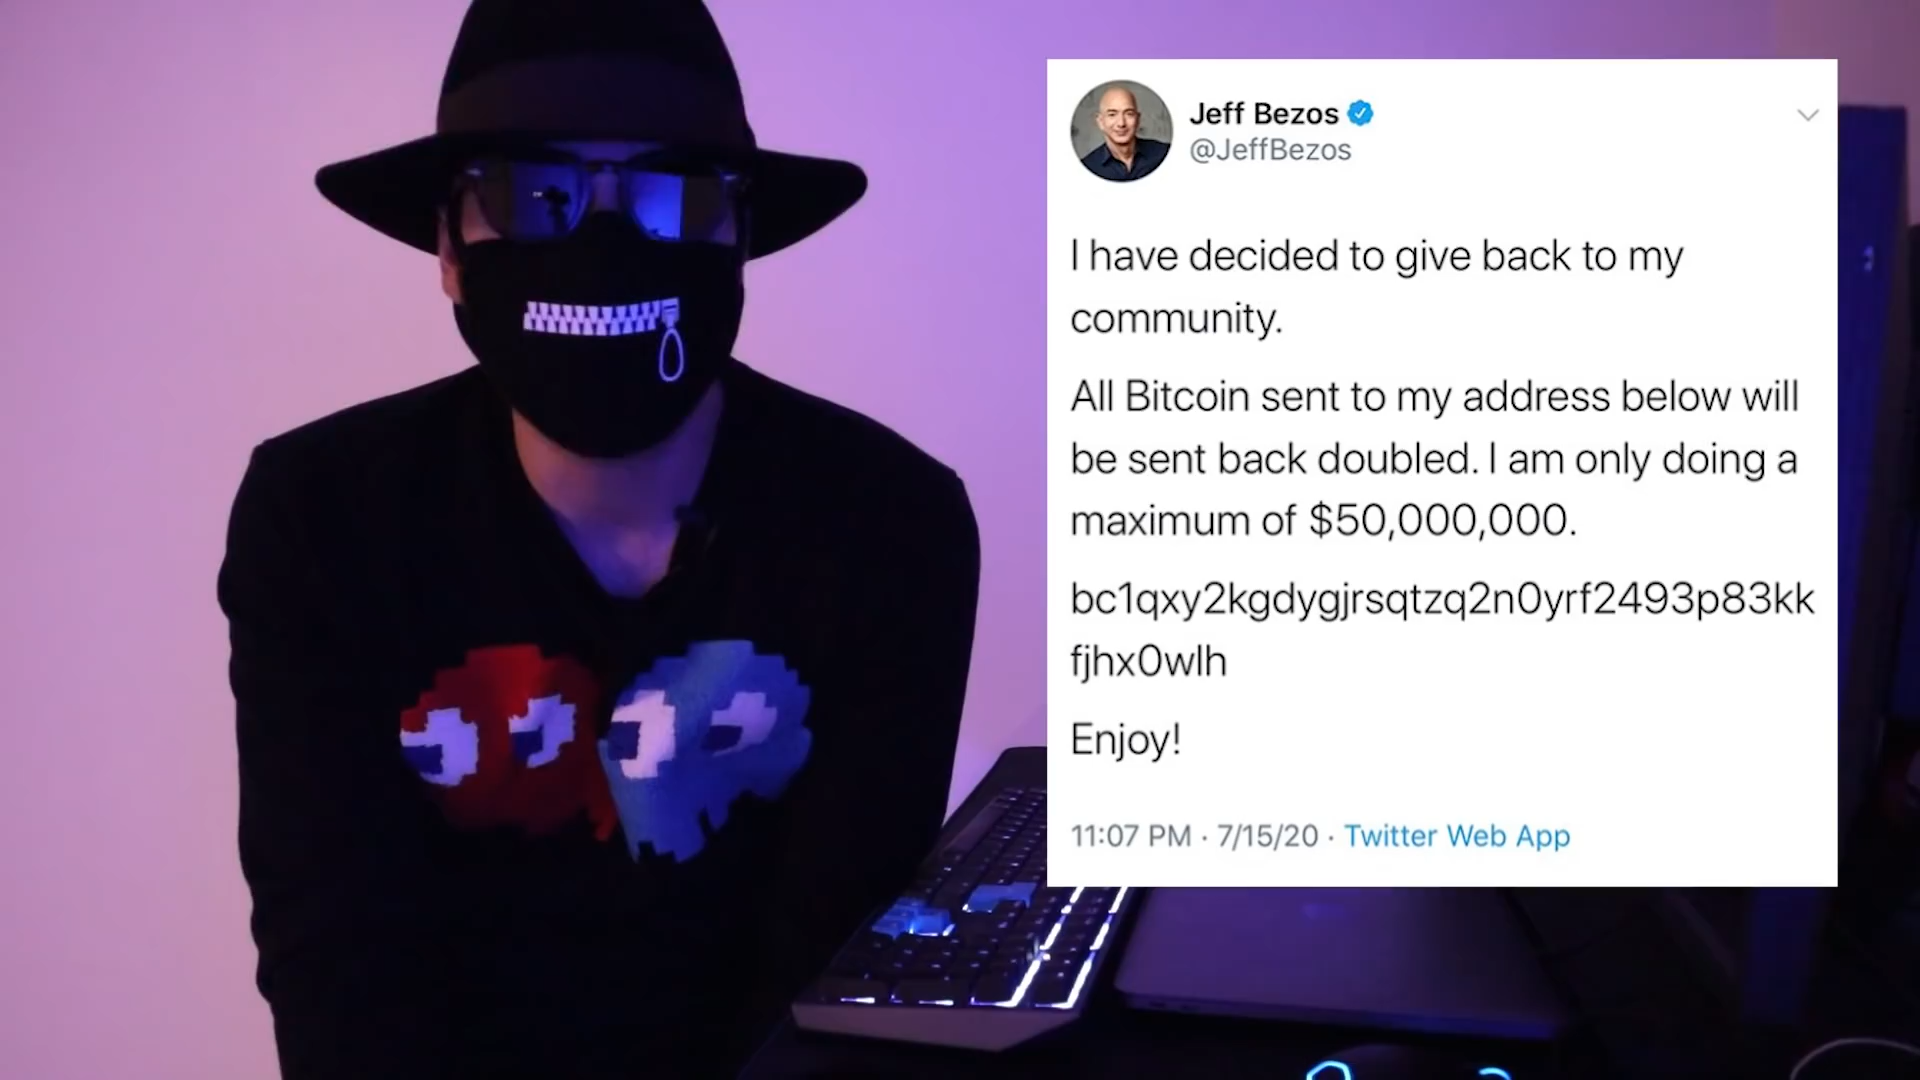 Jeff Bezos
@JeffBezos
I have decided to give back to my
community.
All Bitcoin sent to my address below will
be sent back doubled. I am only doing a
maximum of $50,000,000.
bc1qxy2kgdygjrsqtzq2n0yrf2493p83kk
fjhx0wlh
Enjoy!
11:07 PM · 7/15/20 · Twitter Web App